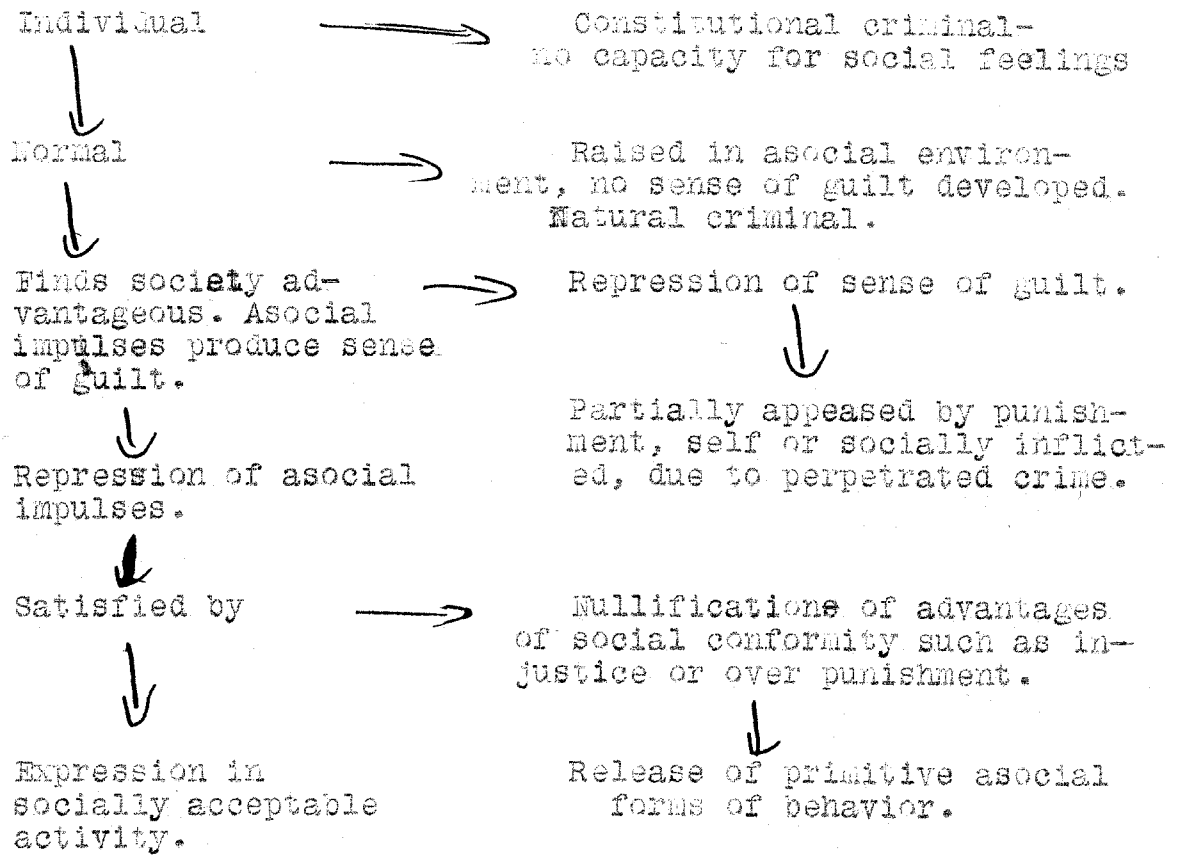 Individual
Constitutional criminal-
no capacity for social feelings
Normal
Raised in asocial environ-
ment, no sense of guilt developed.
Natural criminal.
Finds society ad-
vantageous. Asocial
impulses produce sense
of guilt.
Repression of sense of guilt.
Partially appeased by punish-
ment, self or socially inflict-
ed, due to perpetrated crime.
Repression of asocial
impulses.
Satisfied by
Nullifications of advantages
of social conformity such as in-
justice or over punishment.
Expression in
socially acceptable
activity.
Release of primitive asocial
forms of behavior.